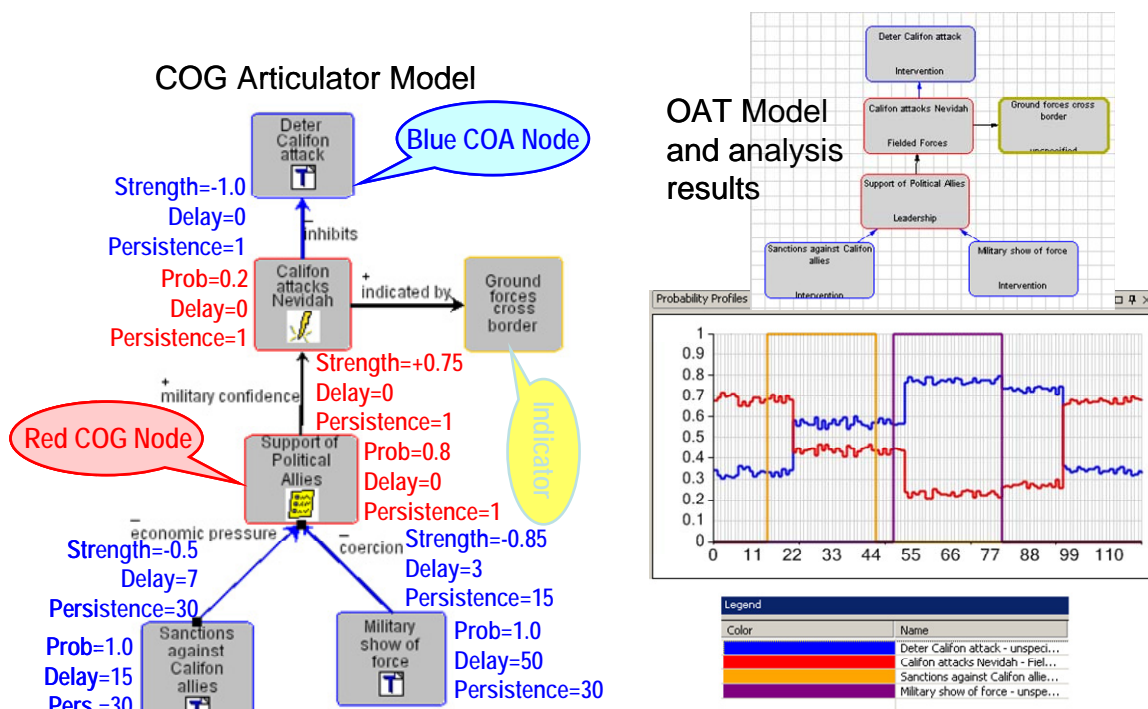 COG Articulator Model
Deter
Califon
attack
Blue COA Node
Strength=-1.0
Delay=0
Persistence=1
−
inhibits
Prob=0.2
Delay=0
Persistence=1
Califon
attacks
Nevidah
+
indicated by
Ground
forces
cross
border
Strength=+0.75
Delay=0
Persistence=1
+
military confidence
Indicator
Red COG Node
Support of
Political
Allies
Prob=0.8
Delay=0
Persistence=1
−
economic pressure
Strength=-0.5
Delay=7
Persistence=30
−
coercion
Strength=-0.85
Delay=3
Persistence=15
Prob=1.0
Delay=15
Pers.=30
Sanctions
against
Califon
allies
T
Military
show of
force
T
Prob=1.0
Delay=50
Persistence=30
T
OAT Model
and analysis
results
Deter Califon attack
Intervention
Califon attacks Nevidah
Fielded Forces
Ground forces cross
border
unspecified
Support of Political Allies
Leadership
Sanctions against Califon
allies
Intervention
Military show of force
Intervention
Probability Profiles
1
0.9
0.8
0.7
0.6
0.5
0.4
0.3
0.2
0.1
0
0 11 22 33 44 55 66 77 88 99 110
Legend
Color Name
Deter Califon attack - unspeci...
Califon attacks Nevidah - Fiel...
Sanctions against Califon allie...
Military show of force - unspe...